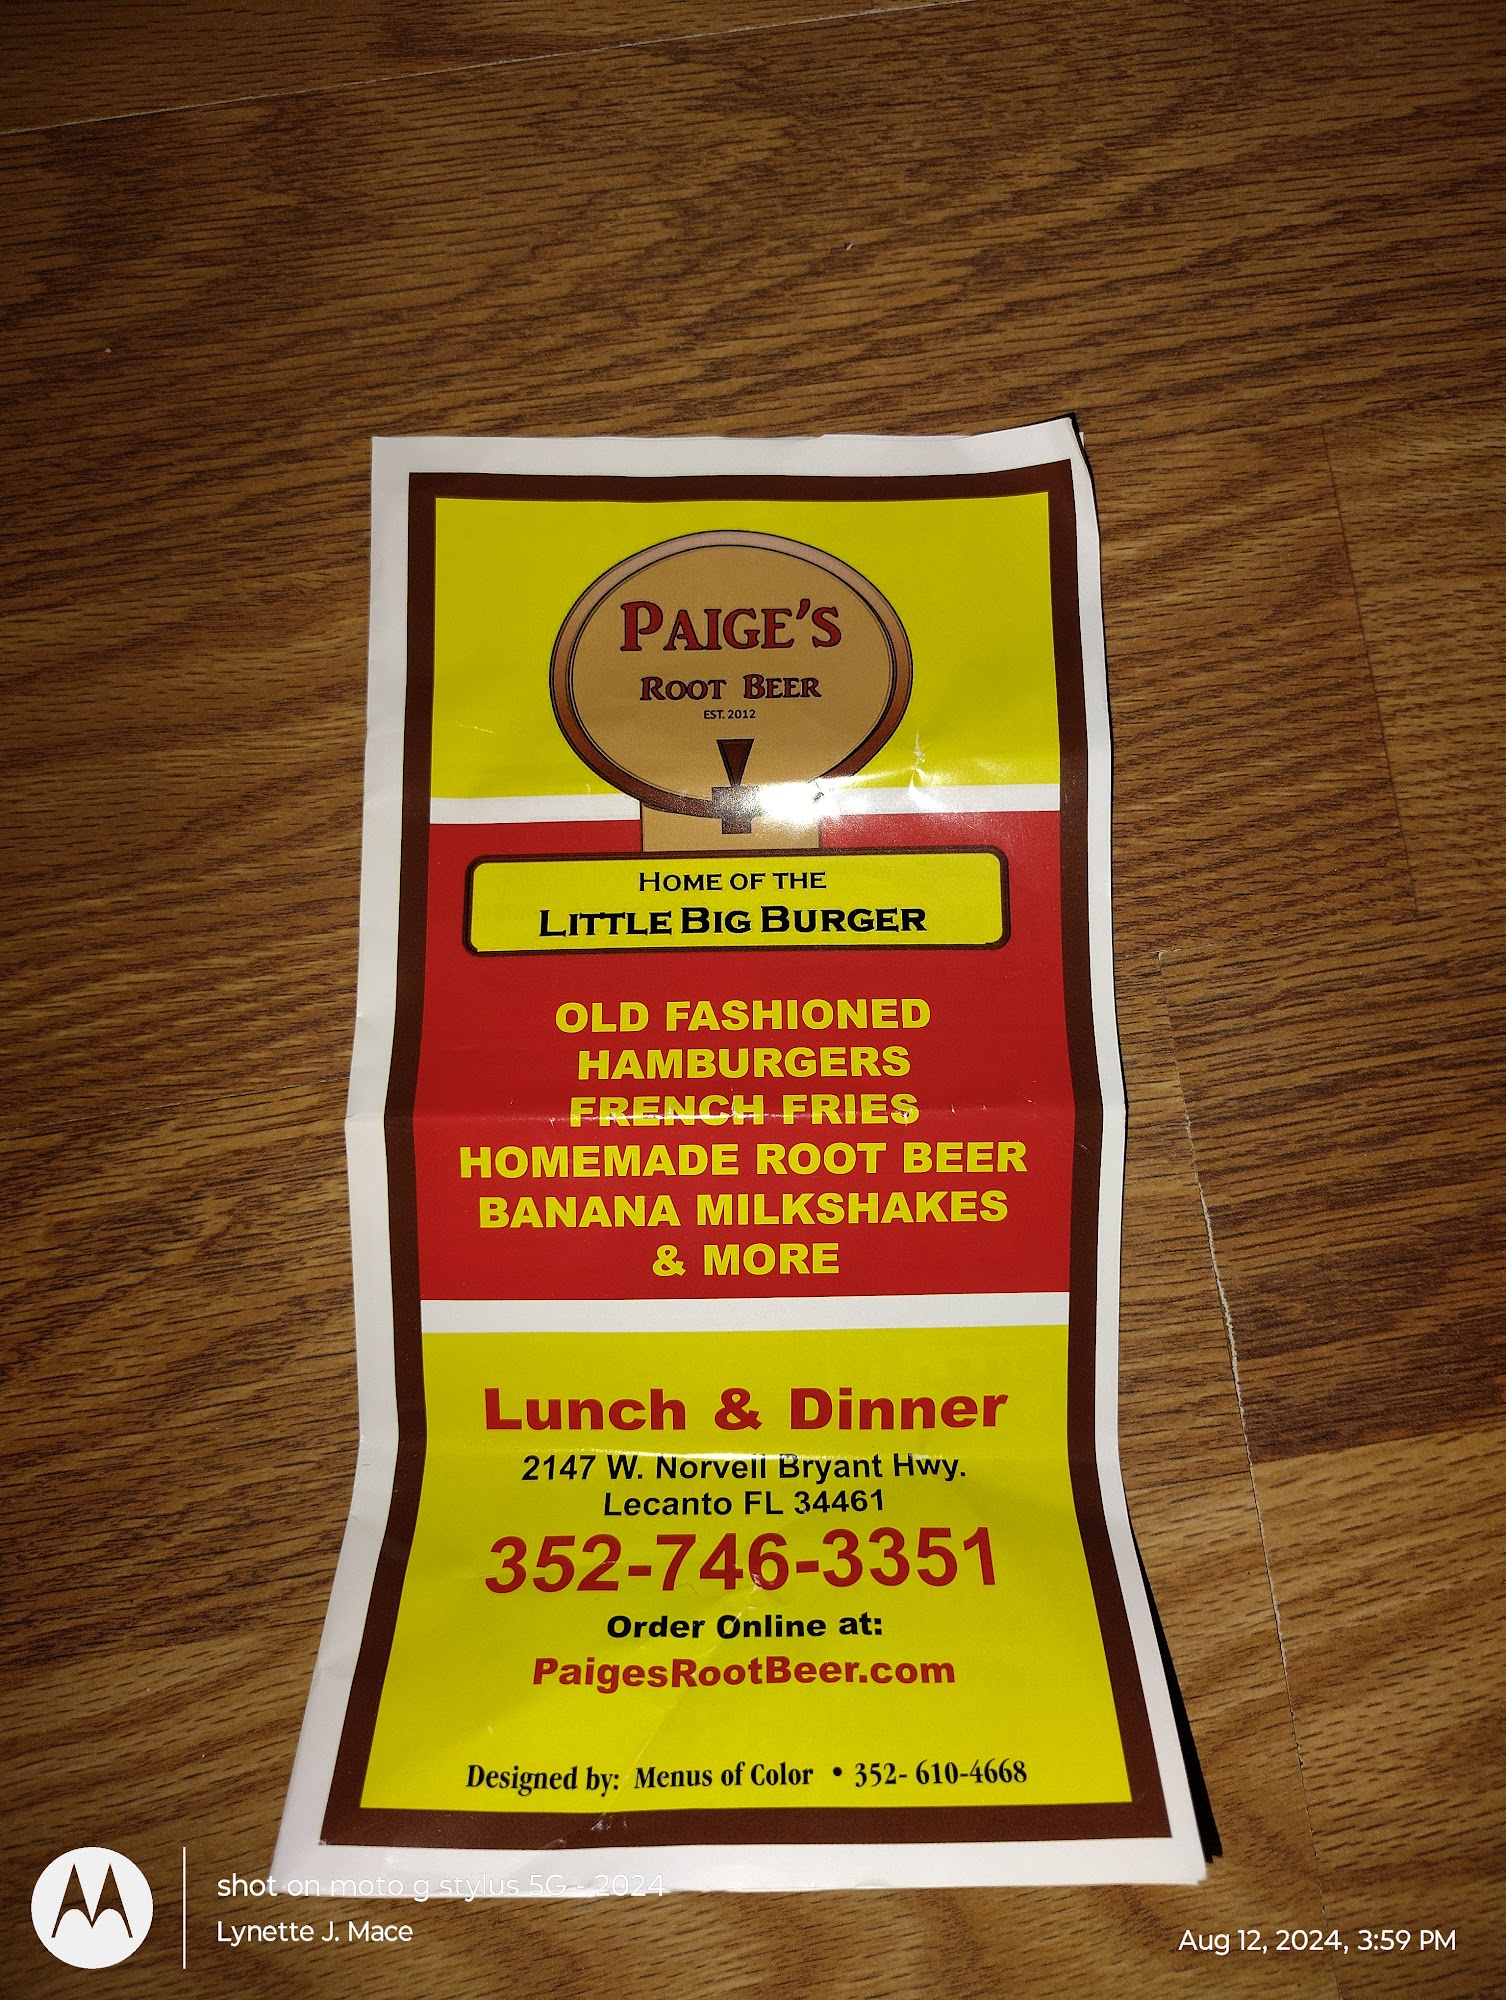 PAIGE'S
ROOT BEER
EST. 2012
HOME OF THE
LITTLE BIG BURGER
OLD FASHIONED
HAMBURGERS
FRENCH FRIES
HOMEMADE ROOT BEER
BANANA MILKSHAKES
& MORE
Lunch & Dinner
2147 W. Norvell Bryant Hwy.
Lecanto FL 34461
352-746-3351
Order Online at:
PaigesRootBeer.com
Designed by: Menus of Color • 352- 610-4668
shot on moto g stylus 5G - 2024
Lynette J. Mace
Aug 12, 2024, 3:59 PM